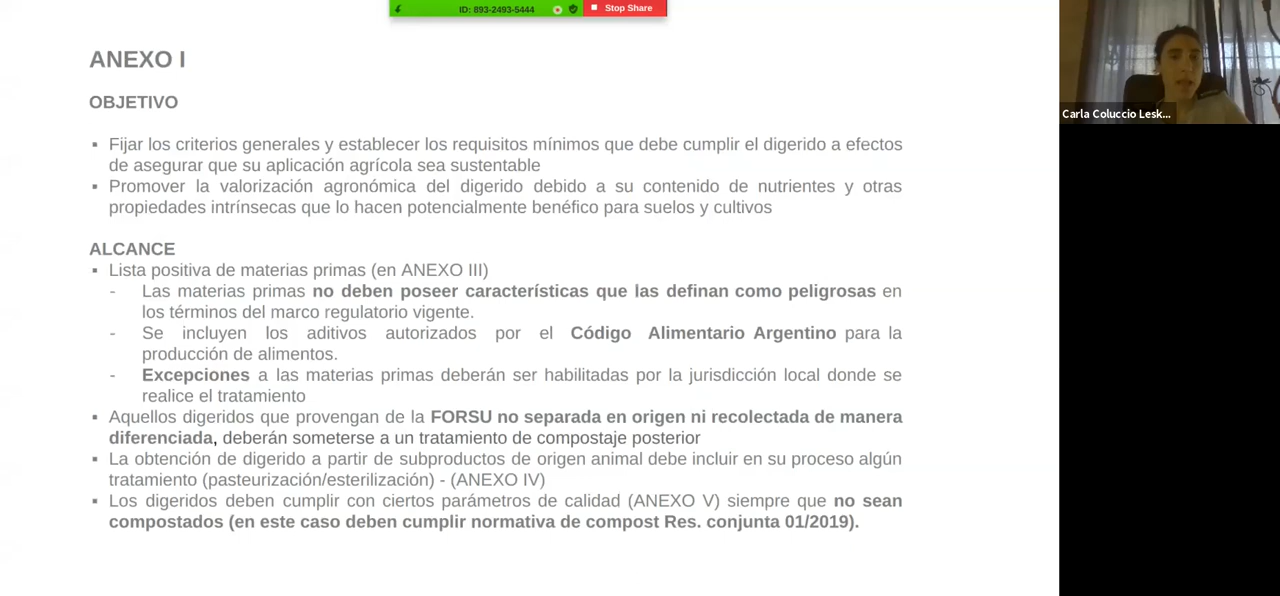 ID: 893-2493-5444
Stop Share
ANEXO I
OBJETIVO
▪ Fijar los criterios generales y establecer los requisitos mínimos que debe cumplir el digerido a efectos
de asegurar que su aplicación agrícola sea sustentable
▪ Promover la valorización agronómica del digerido debido a su contenido de nutrientes y otras
propiedades intrínsecas que lo hacen potencialmente benéfico para suelos y cultivos
ALCANCE
▪ Lista positiva de materias primas (en ANEXO III)
- Las materias primas no deben poseer características que las definan como peligrosas en
los términos del marco regulatorio vigente.
- Se incluyen los aditivos autorizados por el Código Alimentario Argentino para la
producción de alimentos.
- Excepciones a las materias primas deberán ser habilitadas por la jurisdicción local donde se
realice el tratamiento
▪ Aquellos digeridos que provengan de la FORSU no separada en origen ni recolectada de manera
diferenciada, deberán someterse a un tratamiento de compostaje posterior
▪ La obtención de digerido a partir de subproductos de origen animal debe incluir en su proceso algún
tratamiento (pasteurización/esterilización) - (ANEXO IV)
▪ Los digeridos deben cumplir con ciertos parámetros de calidad (ANEXO V) siempre que no sean
compostados (en este caso deben cumplir normativa de compost Res. conjunta 01/2019).
Carla Coluccio Lesk...